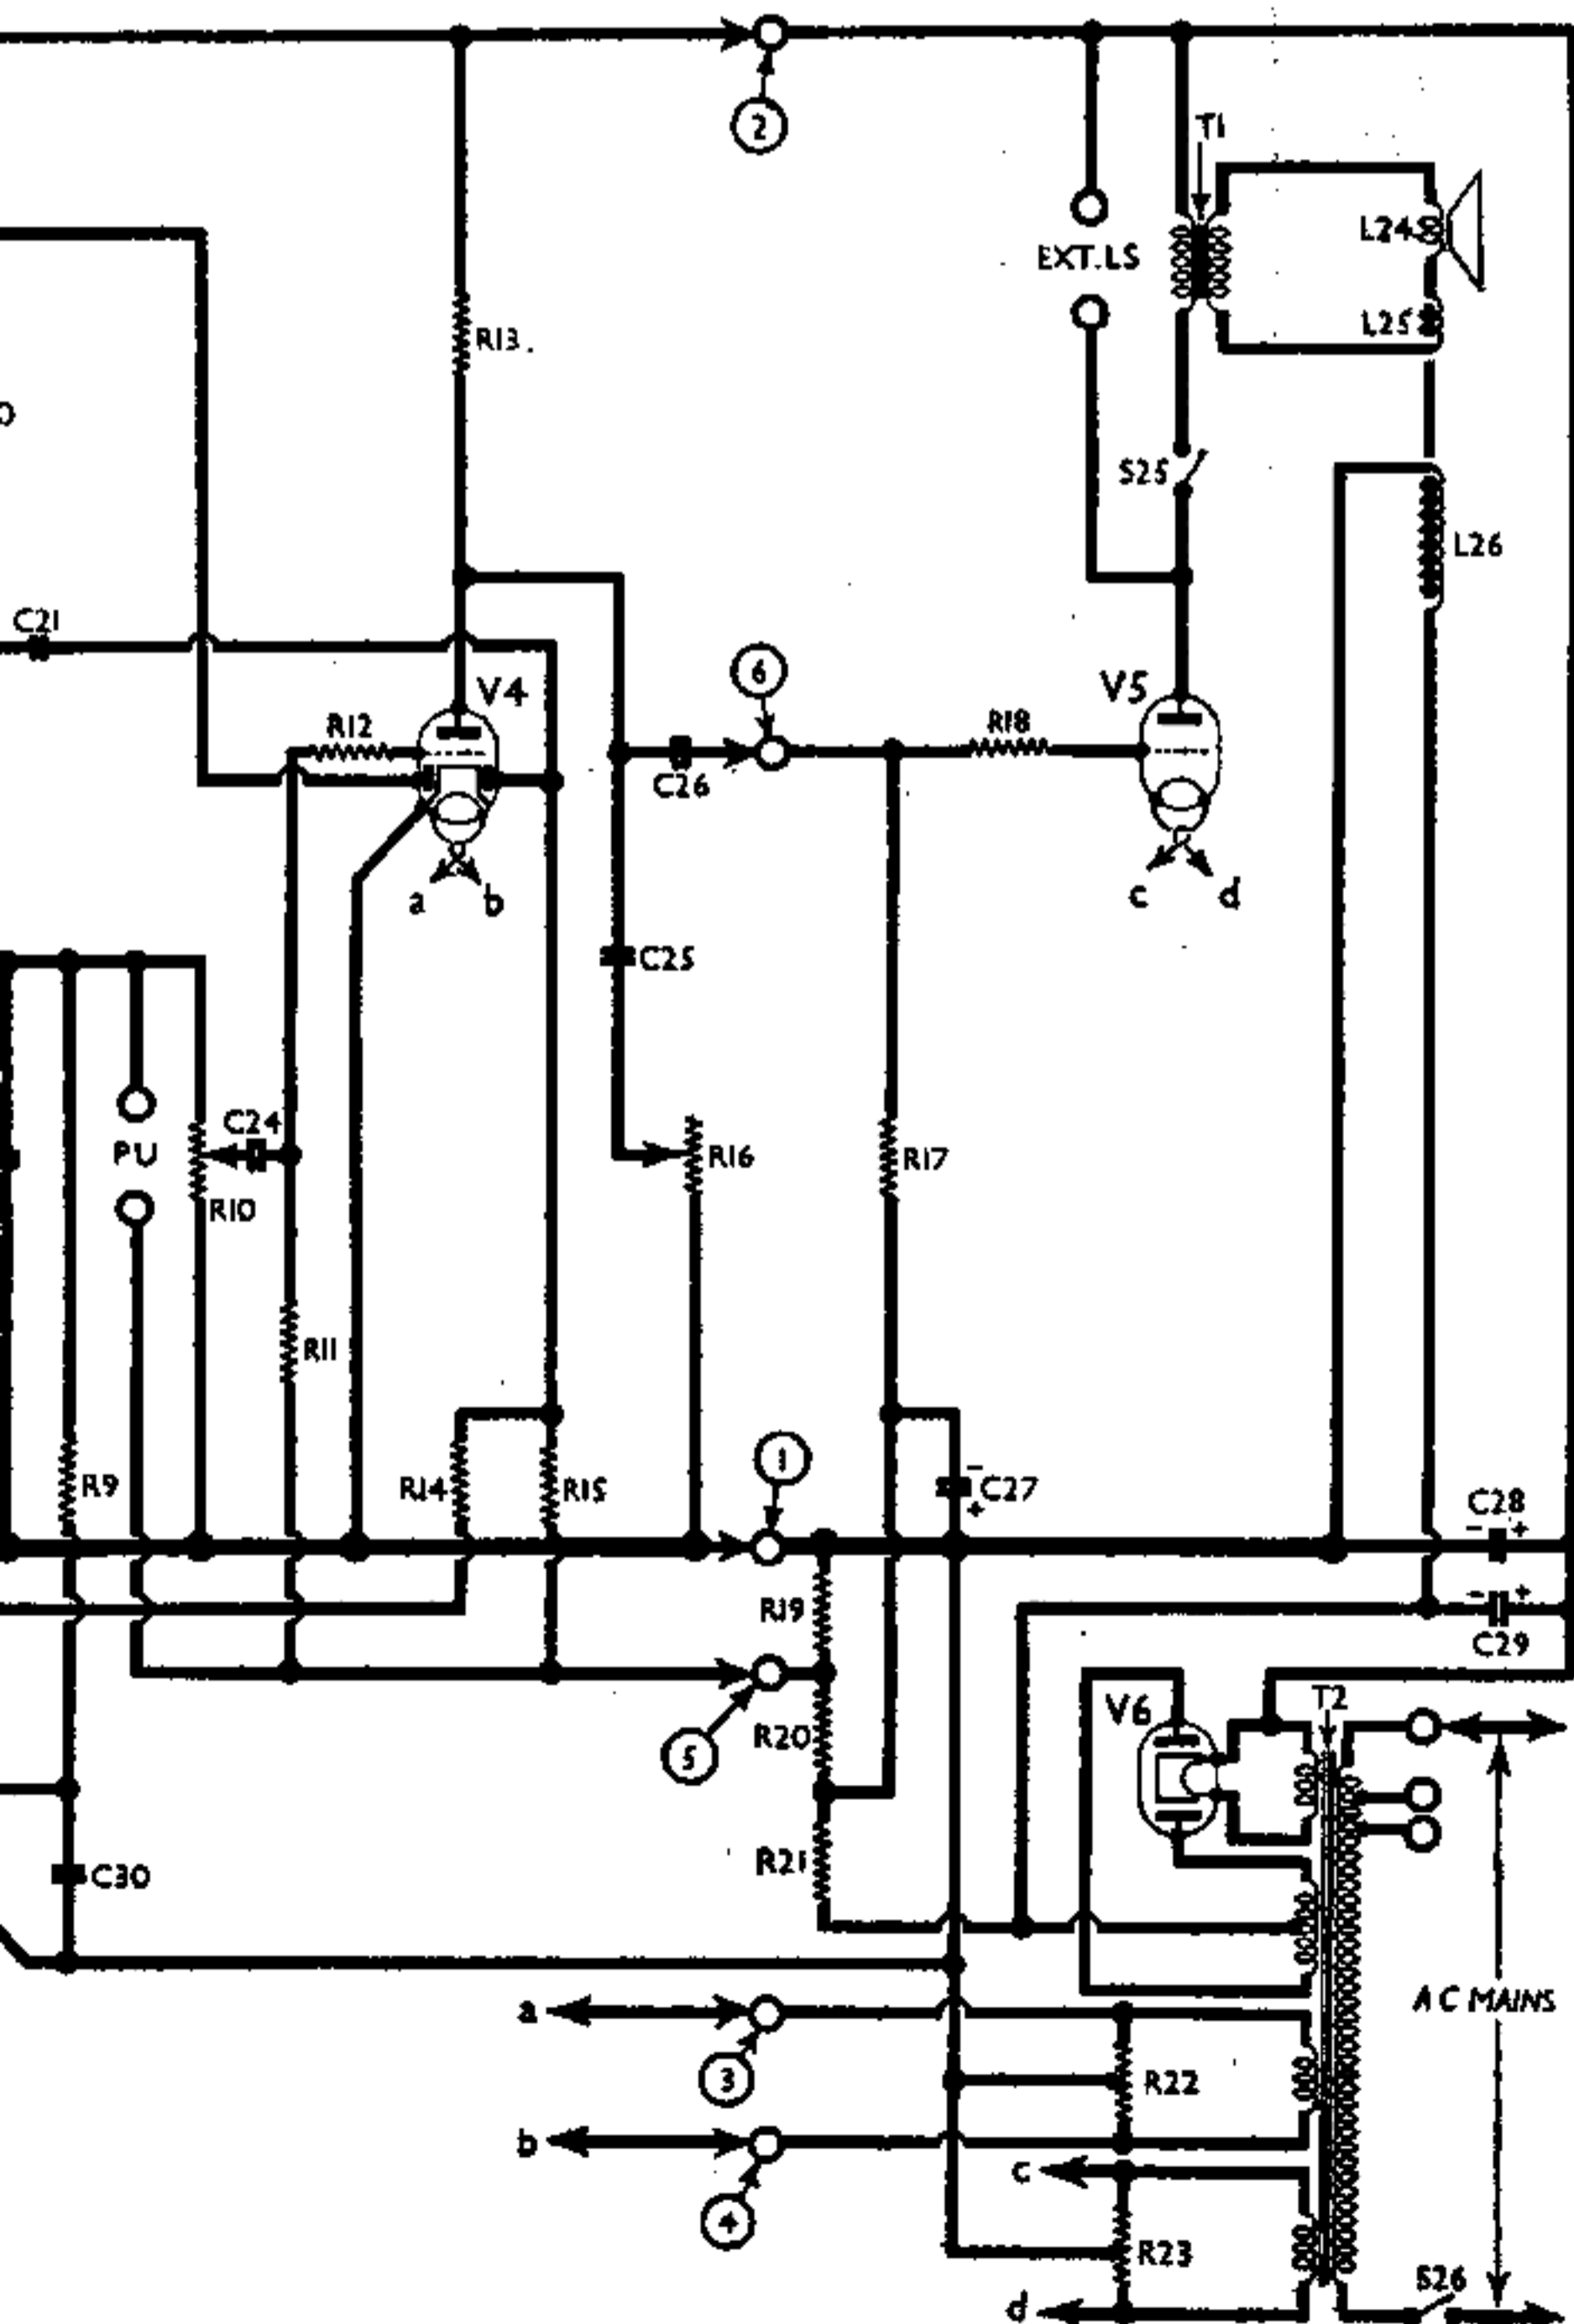 2
T1
L24
EXT.LS
L25
R13.
S25
L26
C21
6
V4
V5
R12
R18
C26
a
b
c
d
C25
C24
PU
R16
R17
R10
R11
1
R9
R14
R15
C27
-
+
C28
- +
R19
- +
C29
V6
T2
5
R20
R21
C30
a
AC MAINS
3
R22
b
c
4
R23
S26
d